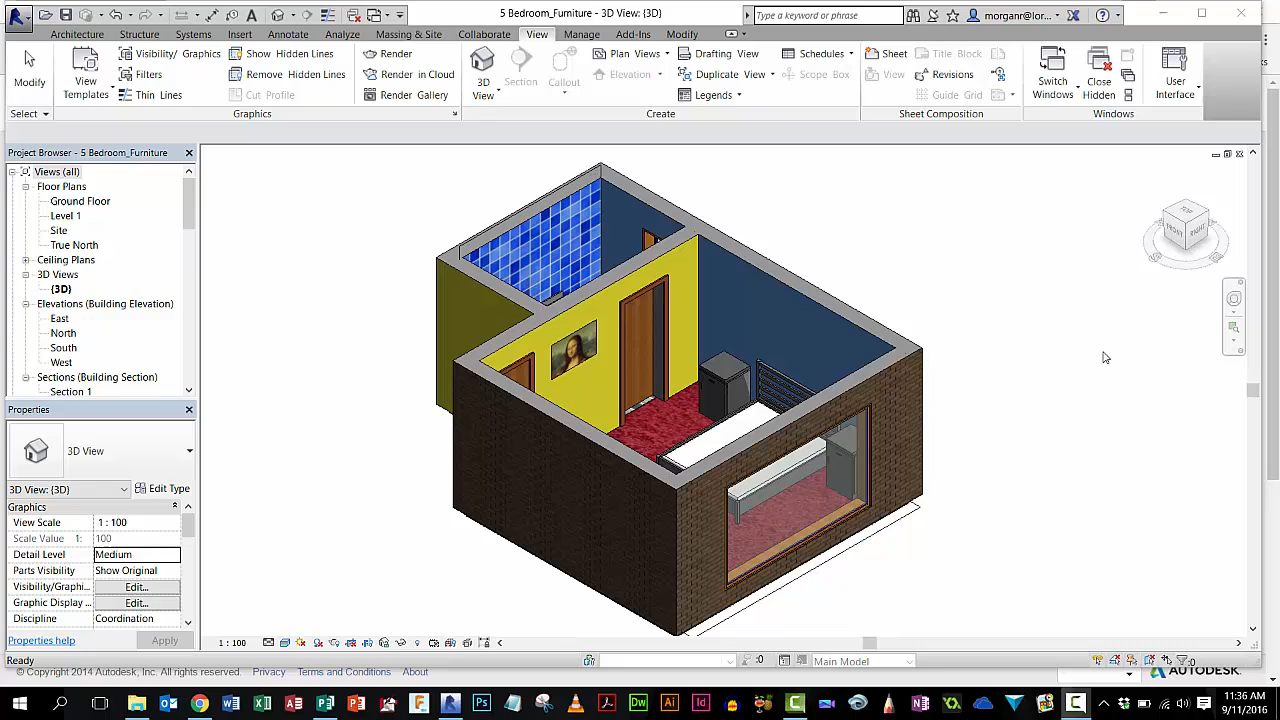 5 Bedroom_Furniture - 3D View: {3D}
Type a keyword or phrase
morganr@lor...
Architecture Structure Systems Insert Annotate Analyze Massing & Site Collaborate View Manage Add-Ins Modify
Modify
View Templates
Visibility/ Graphics
Filters
Thin Lines
Show Hidden Lines
Remove Hidden Lines
Cut Profile
Render
Render in Cloud
Render Gallery
3D View
Section
Callout
Plan Views
Elevation
Drafting View
Duplicate View
Legends
Schedules
Scope Box
Sheet
View
Title Block
Revisions
Guide Grid
Switch Windows
Close Hidden
User Interface
Select
Graphics
Create
Sheet Composition
Windows
Project Browser - 5 Bedroom_Furniture
Views (all)
Floor Plans
Ground Floor
Level 1
Site
True North
Ceiling Plans
3D Views
{3D}
Elevations (Building Elevation)
East
North
South
West
Sections (Building Section)
Section 1
TOP
FRONT
RIGHT
Properties
3D View
3D View: {3D}
Edit Type
Graphics
View Scale 1 : 100
Scale Value 1: 100
Detail Level Medium
Parts Visibility Show Original
Visibility/Graphi... Edit...
Graphic Display ... Edit...
Discipline Coordination
Properties help
Apply
1 : 100
Ready
:0
Main Model
:0
Copyright © 2014 Autodesk, Inc. All rights reserved. Privacy Terms and Conditions About
AUTODESK.
11:36 AM
9/11/2016